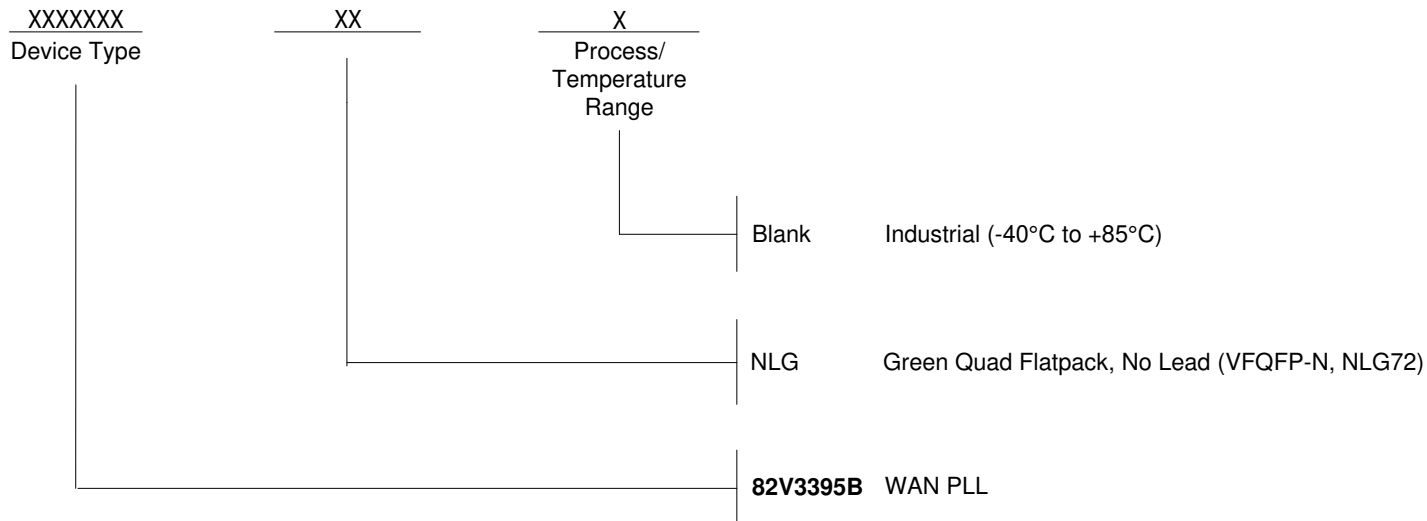 XXXXXXX XX X
Device Type
Process/
Temperature
Range
Blank Industrial (-40°C to +85°C)
NLG Green Quad Flatpack, No Lead (VFQFP-N, NLG72)
82V3395B WAN PLL